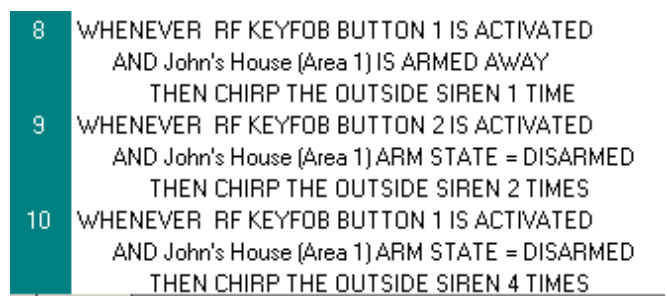 8 WHENEVER RF KEYFOB BUTTON 1 IS ACTIVATED
AND John's House (Area 1) IS ARMED AWAY
THEN CHIRP THE OUTSIDE SIREN 1 TIME
9 WHENEVER RF KEYFOB BUTTON 2 IS ACTIVATED
AND John's House (Area 1) ARM STATE = DISARMED
THEN CHIRP THE OUTSIDE SIREN 2 TIMES
10 WHENEVER RF KEYFOB BUTTON 1 IS ACTIVATED
AND John's House (Area 1) ARM STATE = DISARMED
THEN CHIRP THE OUTSIDE SIREN 4 TIMES